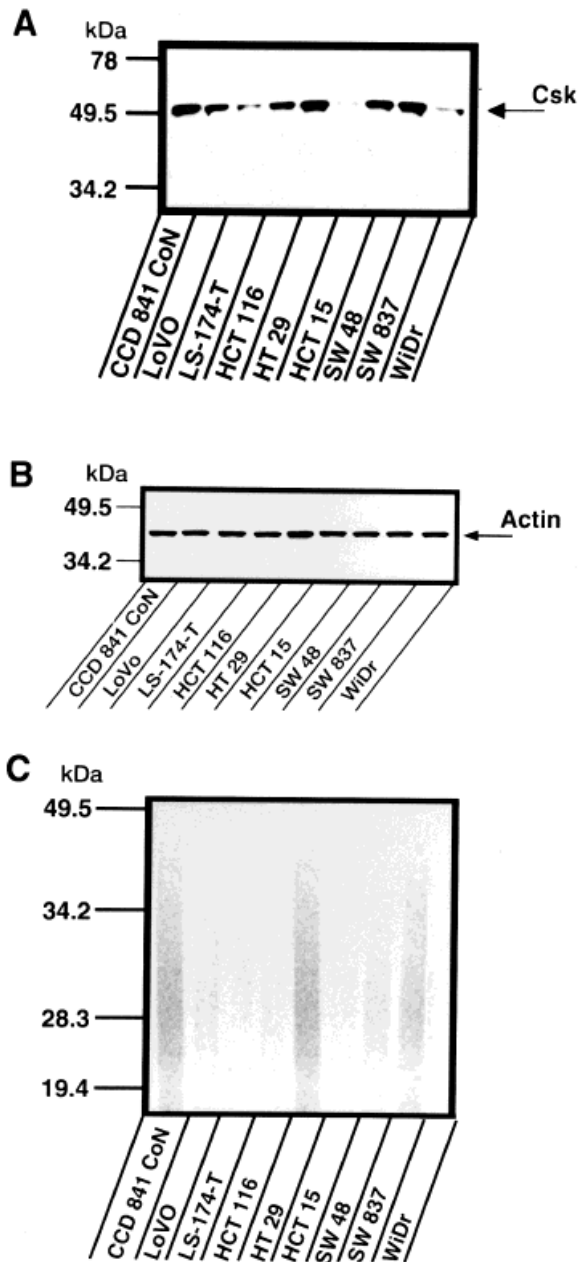 A
kDa
78
49.5
34.2
Csk
CCD 841 CoN
LoVO
LS-174-T
HCT 116
HT 29
HCT 15
SW 48
SW 837
WiDr
B
kDa
49.5
34.2
Actin
CCD 841 CoN
LoVo
LS-174-T
HCT 116
HT 29
HCT 15
SW 48
SW 837
WiDr
C
kDa
49.5
34.2
28.3
19.4
CCD 841 CoN
LoVO
LS-174-T
HCT 116
HT 29
HCT 15
SW 48
SW 837
WiDr